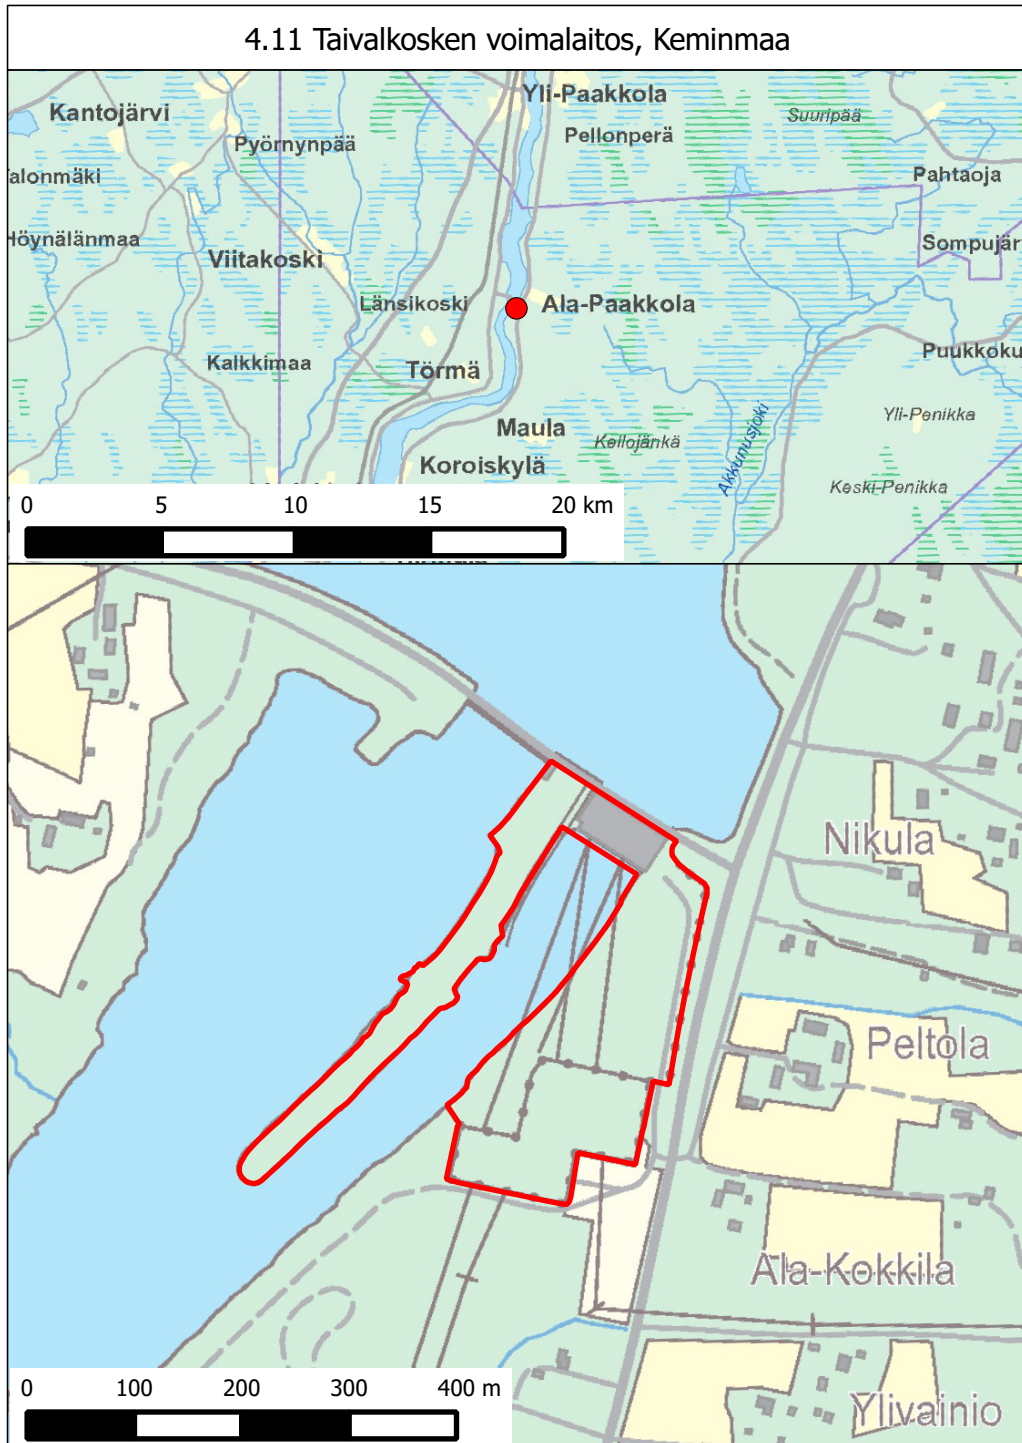 4.11 Taivalkosken voimalaitos, Keminmaa
Yli-Paakkola
Kantojärvi
Suuripää
Pellonperä
Pyörnynpää
Pahtaoja
Höynälänmaa
Sompujär
Viitakoski
Länsikoski
Ala-Paakkola
Puukkoku
Kalkkimaa
Törmä
Yli-Penikka
Maula
Kellojänkä
Akkunusjoki
Koroiskylä
Keski-Penikka
0 5 10 15 20 km
Nikula
Peltola
Ala-Kokkila
0 100 200 300 400 m
Ylivainio